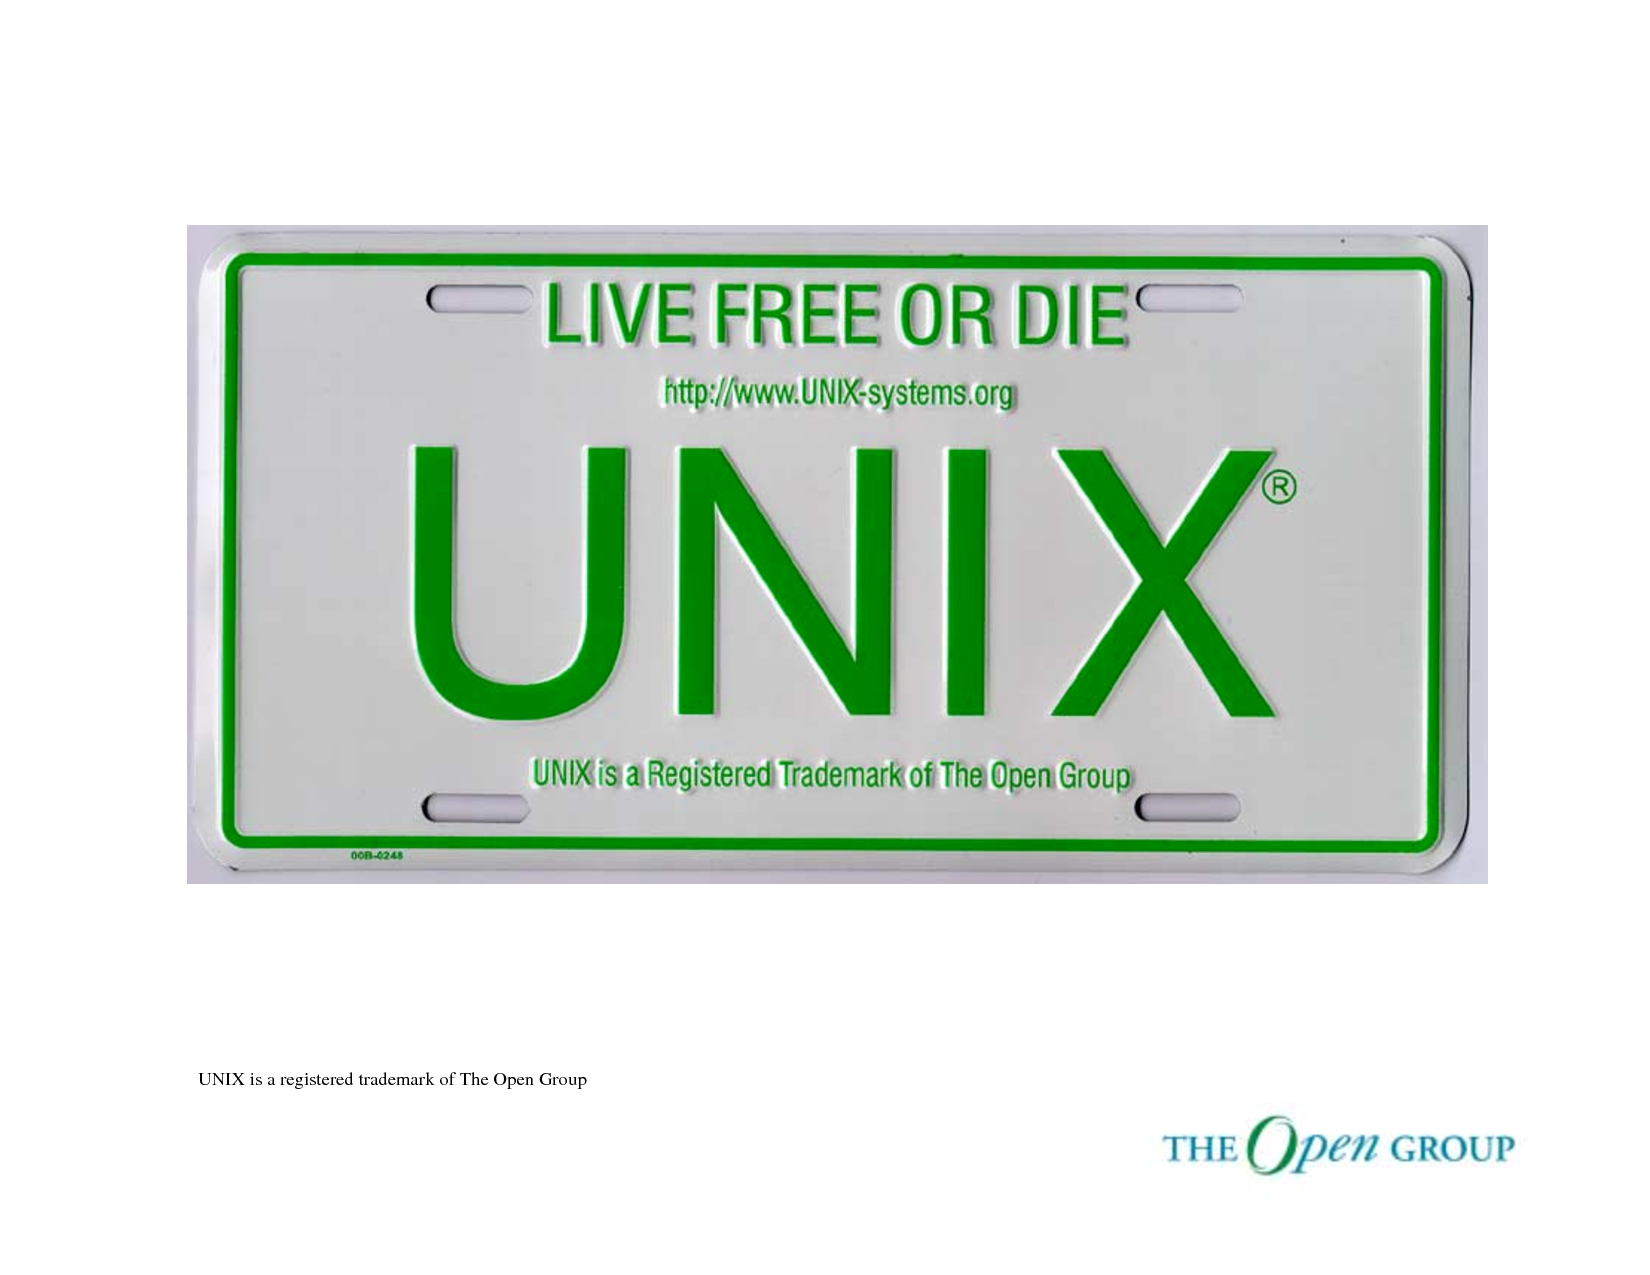 LIVE FREE OR DIE
http://www.UNIX-systems.org
UNIX®
UNIX is a Registered Trademark of The Open Group
00B-0248
UNIX is a registered trademark of The Open Group
THE Open GROUP